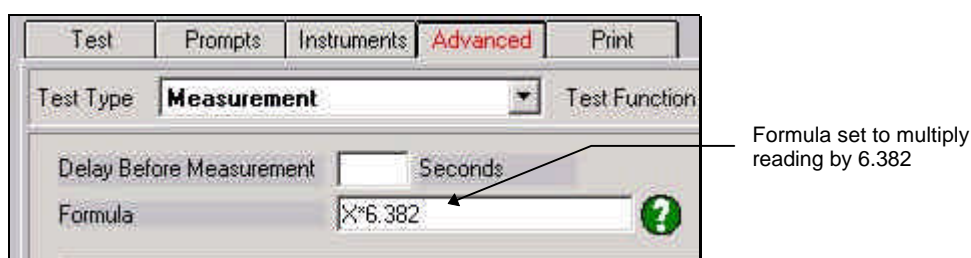 Test Prompts Instruments Advanced Print
Test Type Measurement Test Function
Delay Before Measurement Seconds
Formula X*6.382 ?
Formula set to multiply
reading by 6.382